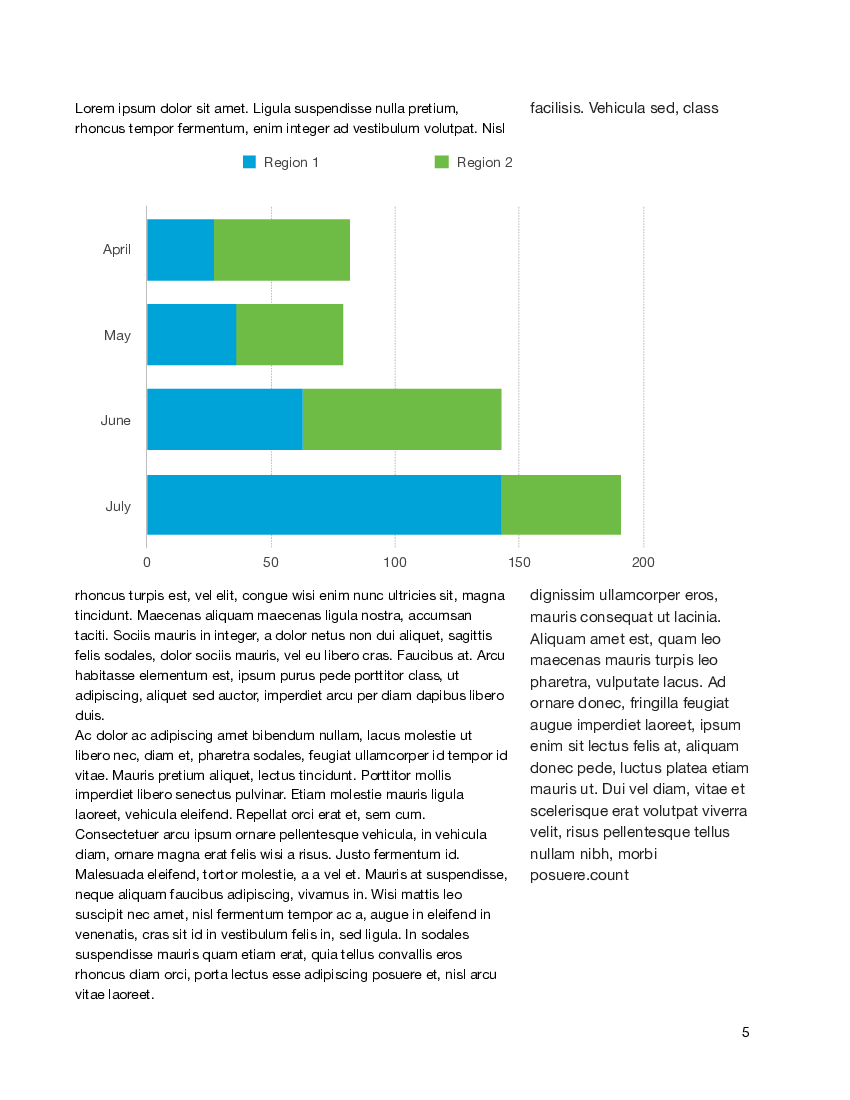 Lorem ipsum dolor sit amet. Ligula suspendisse nulla pretium,
rhoncus tempor fermentum, enim integer ad vestibulum volutpat. Nisl
facilisis. Vehicula sed, class
Region 1
Region 2
April
May
June
July
0
50
100
150
200
rhoncus turpis est, vel elit, congue wisi enim nunc ultricies sit, magna
tincidunt. Maecenas aliquam maecenas ligula nostra, accumsan
taciti. Sociis mauris in integer, a dolor netus non dui aliquet, sagittis
felis sodales, dolor sociis mauris, vel eu libero cras. Faucibus at. Arcu
habitasse elementum est, ipsum purus pede porttitor class, ut
adipiscing, aliquet sed auctor, imperdiet arcu per diam dapibus libero
duis.
Ac dolor ac adipiscing amet bibendum nullam, lacus molestie ut
libero nec, diam et, pharetra sodales, feugiat ullamcorper id tempor id
vitae. Mauris pretium aliquet, lectus tincidunt. Porttitor mollis
imperdiet libero senectus pulvinar. Etiam molestie mauris ligula
laoreet, vehicula eleifend. Repellat orci erat et, sem cum.
Consectetuer arcu ipsum ornare pellentesque vehicula, in vehicula
diam, ornare magna erat felis wisi a risus. Justo fermentum id.
Malesuada eleifend, tortor molestie, a a vel et. Mauris at suspendisse,
neque aliquam faucibus adipiscing, vivamus in. Wisi mattis leo
suscipit nec amet, nisl fermentum tempor ac a, augue in eleifend in
venenatis, cras sit id in vestibulum felis in, sed ligula. In sodales
suspendisse mauris quam etiam erat, quia tellus convallis eros
rhoncus diam orci, porta lectus esse adipiscing posuere et, nisl arcu
vitae laoreet.
dignissim ullamcorper eros,
mauris consequat ut lacinia.
Aliquam amet est, quam leo
maecenas mauris turpis leo
pharetra, vulputate lacus. Ad
ornare donec, fringilla feugiat
augue imperdiet laoreet, ipsum
enim sit lectus felis at, aliquam
donec pede, luctus platea etiam
mauris ut. Dui vel diam, vitae et
scelerisque erat volutpat viverra
velit, risus pellentesque tellus
nullam nibh, morbi
posuere.count
5